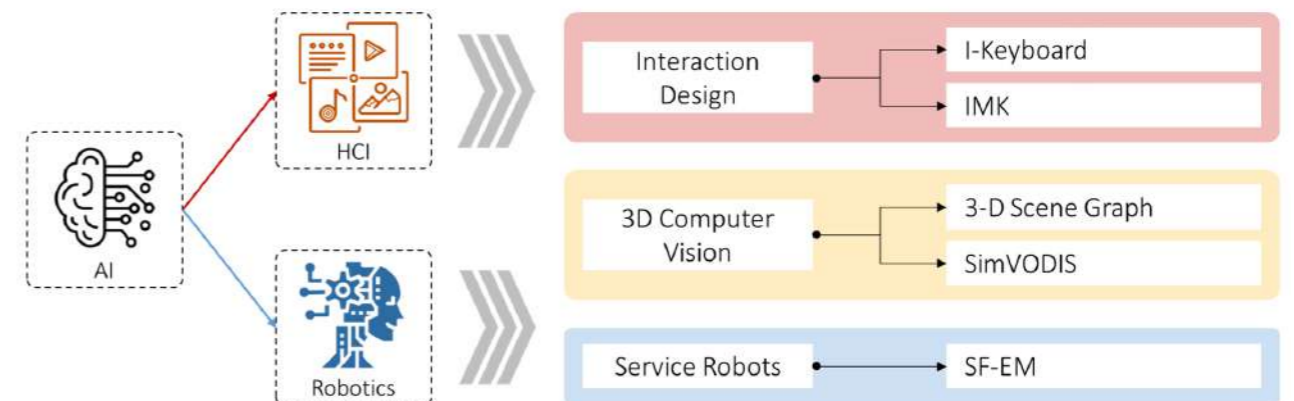 AI
HCI
Robotics
Interaction
Design
I-Keyboard
IMK
3D Computer
Vision
3-D Scene Graph
SimVODIS
Service Robots
SF-EM